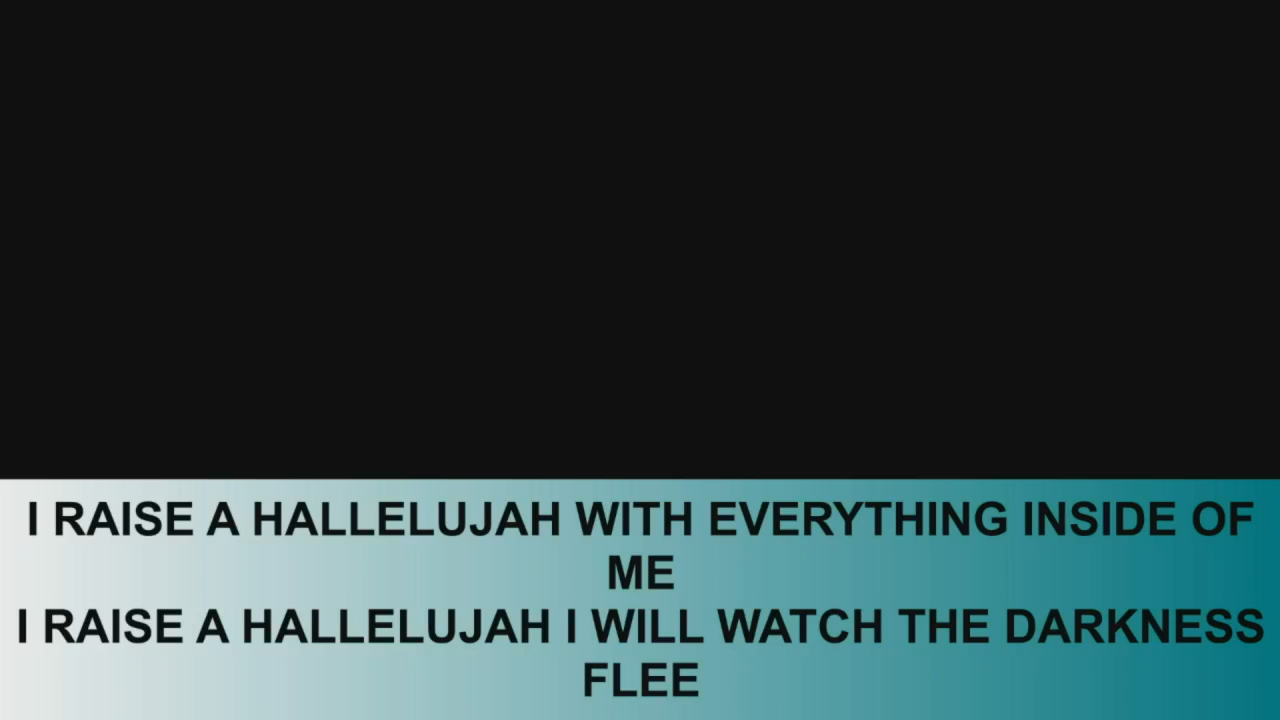 I RAISE A HALLELUJAH WITH EVERYTHING INSIDE OF
ME
I RAISE A HALLELUJAH I WILL WATCH THE DARKNESS
FLEE